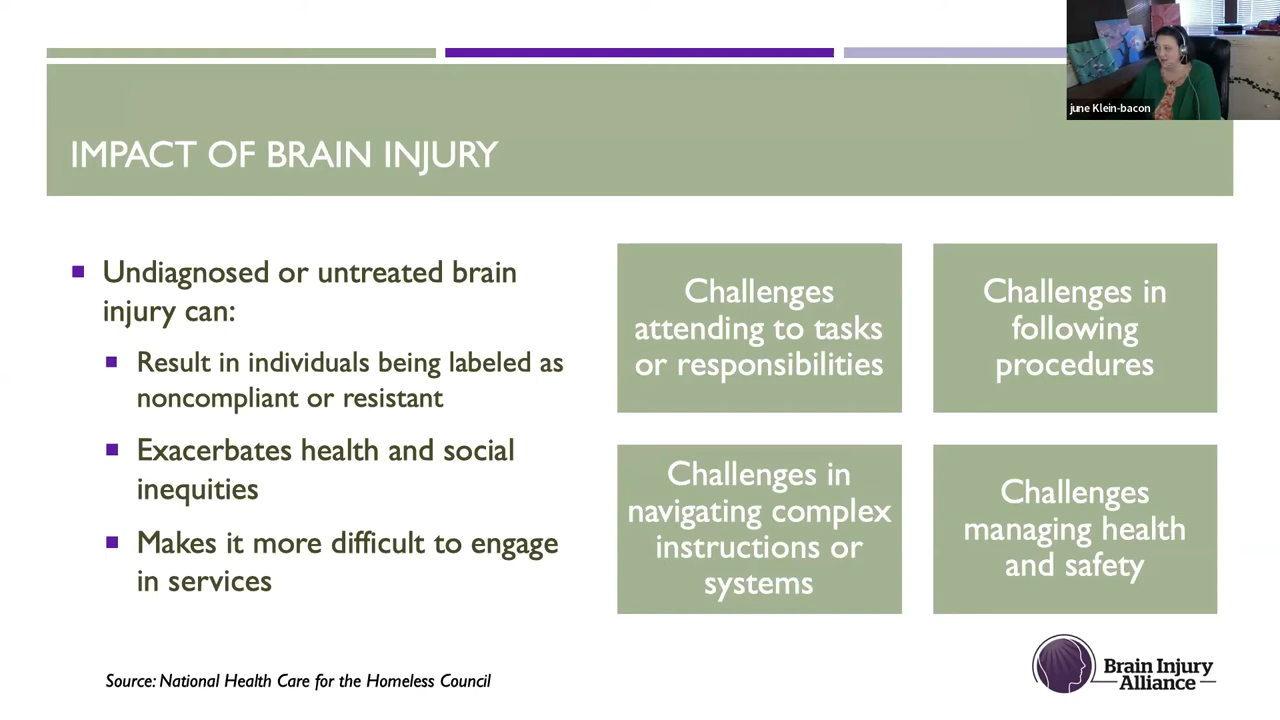 june Klein-bacon
IMPACT OF BRAIN INJURY
Undiagnosed or untreated brain
injury can:
Result in individuals being labeled as
noncompliant or resistant
Exacerbates health and social
inequities
Makes it more difficult to engage
in services
Challenges
attending to tasks
or responsibilities
Challenges in
following
procedures
Challenges in
navigating complex
instructions or
systems
Challenges
managing health
and safety
Source: National Health Care for the Homeless Council
Brain Injury
Alliance